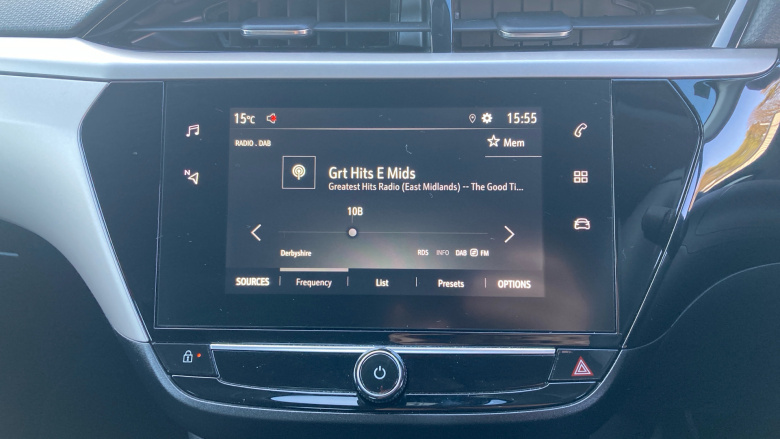 15°C 15:55
RADIO . DAB Mem
Grt Hits E Mids
Greatest Hits Radio (East Midlands) -- The Good Ti...
N
10B
Derbyshire RDS INFO DAB FM
SOURCES Frequency List Presets OPTIONS